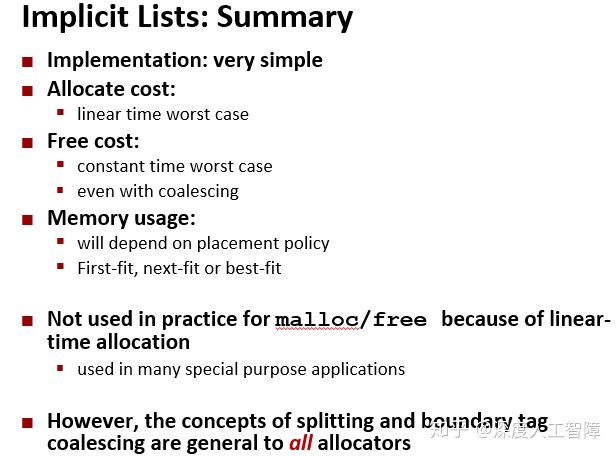 Implicit Lists: Summary
Implementation: very simple
Allocate cost:
linear time worst case
Free cost:
constant time worst case
even with coalescing
Memory usage:
will depend on placement policy
First-fit, next-fit or best-fit
Not used in practice for malloc/free because of linear-
time allocation
used in many special purpose applications
However, the concepts of splitting and boundary tag
coalescing are general to all allocators
知乎 @深度人工智障